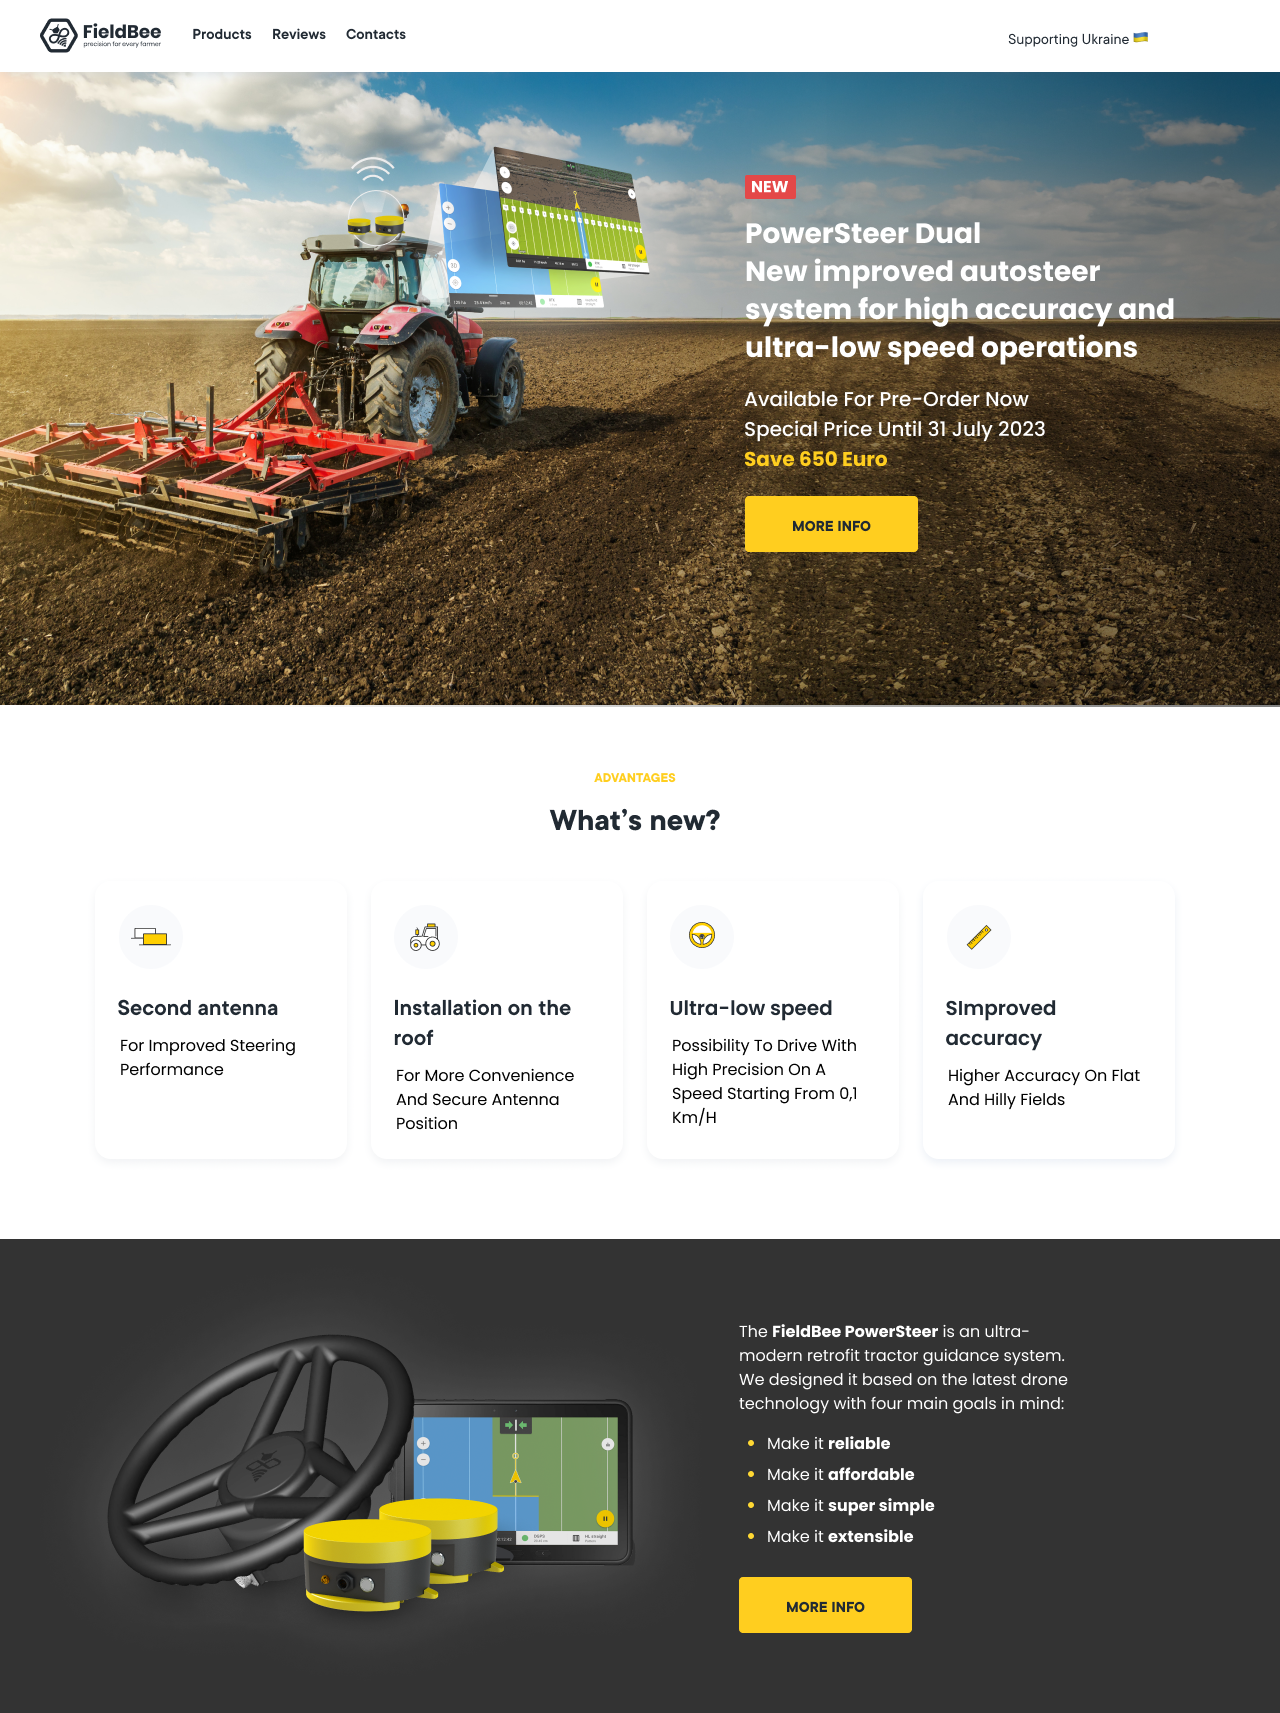 FieldBee
precision for every farmer
Products Reviews Contacts
Supporting Ukraine
NEW
PowerSteer Dual
New improved autosteer
system for high accuracy and
ultra-low speed operations
Available For Pre-Order Now
Special Price Until 31 July 2023
Save 650 Euro
MORE INFO
ADVANTAGES
What's new?
Second antenna
For Improved Steering
Performance
Installation on the
roof
For More Convenience
And Secure Antenna
Position
Ultra-low speed
Possibility To Drive With
High Precision On A
Speed Starting From 0,1
Km/H
SImproved
accuracy
Higher Accuracy On Flat
And Hilly Fields
The FieldBee PowerSteer is an ultra-
modern retrofit tractor guidance system.
We designed it based on the latest drone
technology with four main goals in mind:
Make it reliable
Make it affordable
Make it super simple
Make it extensible
MORE INFO